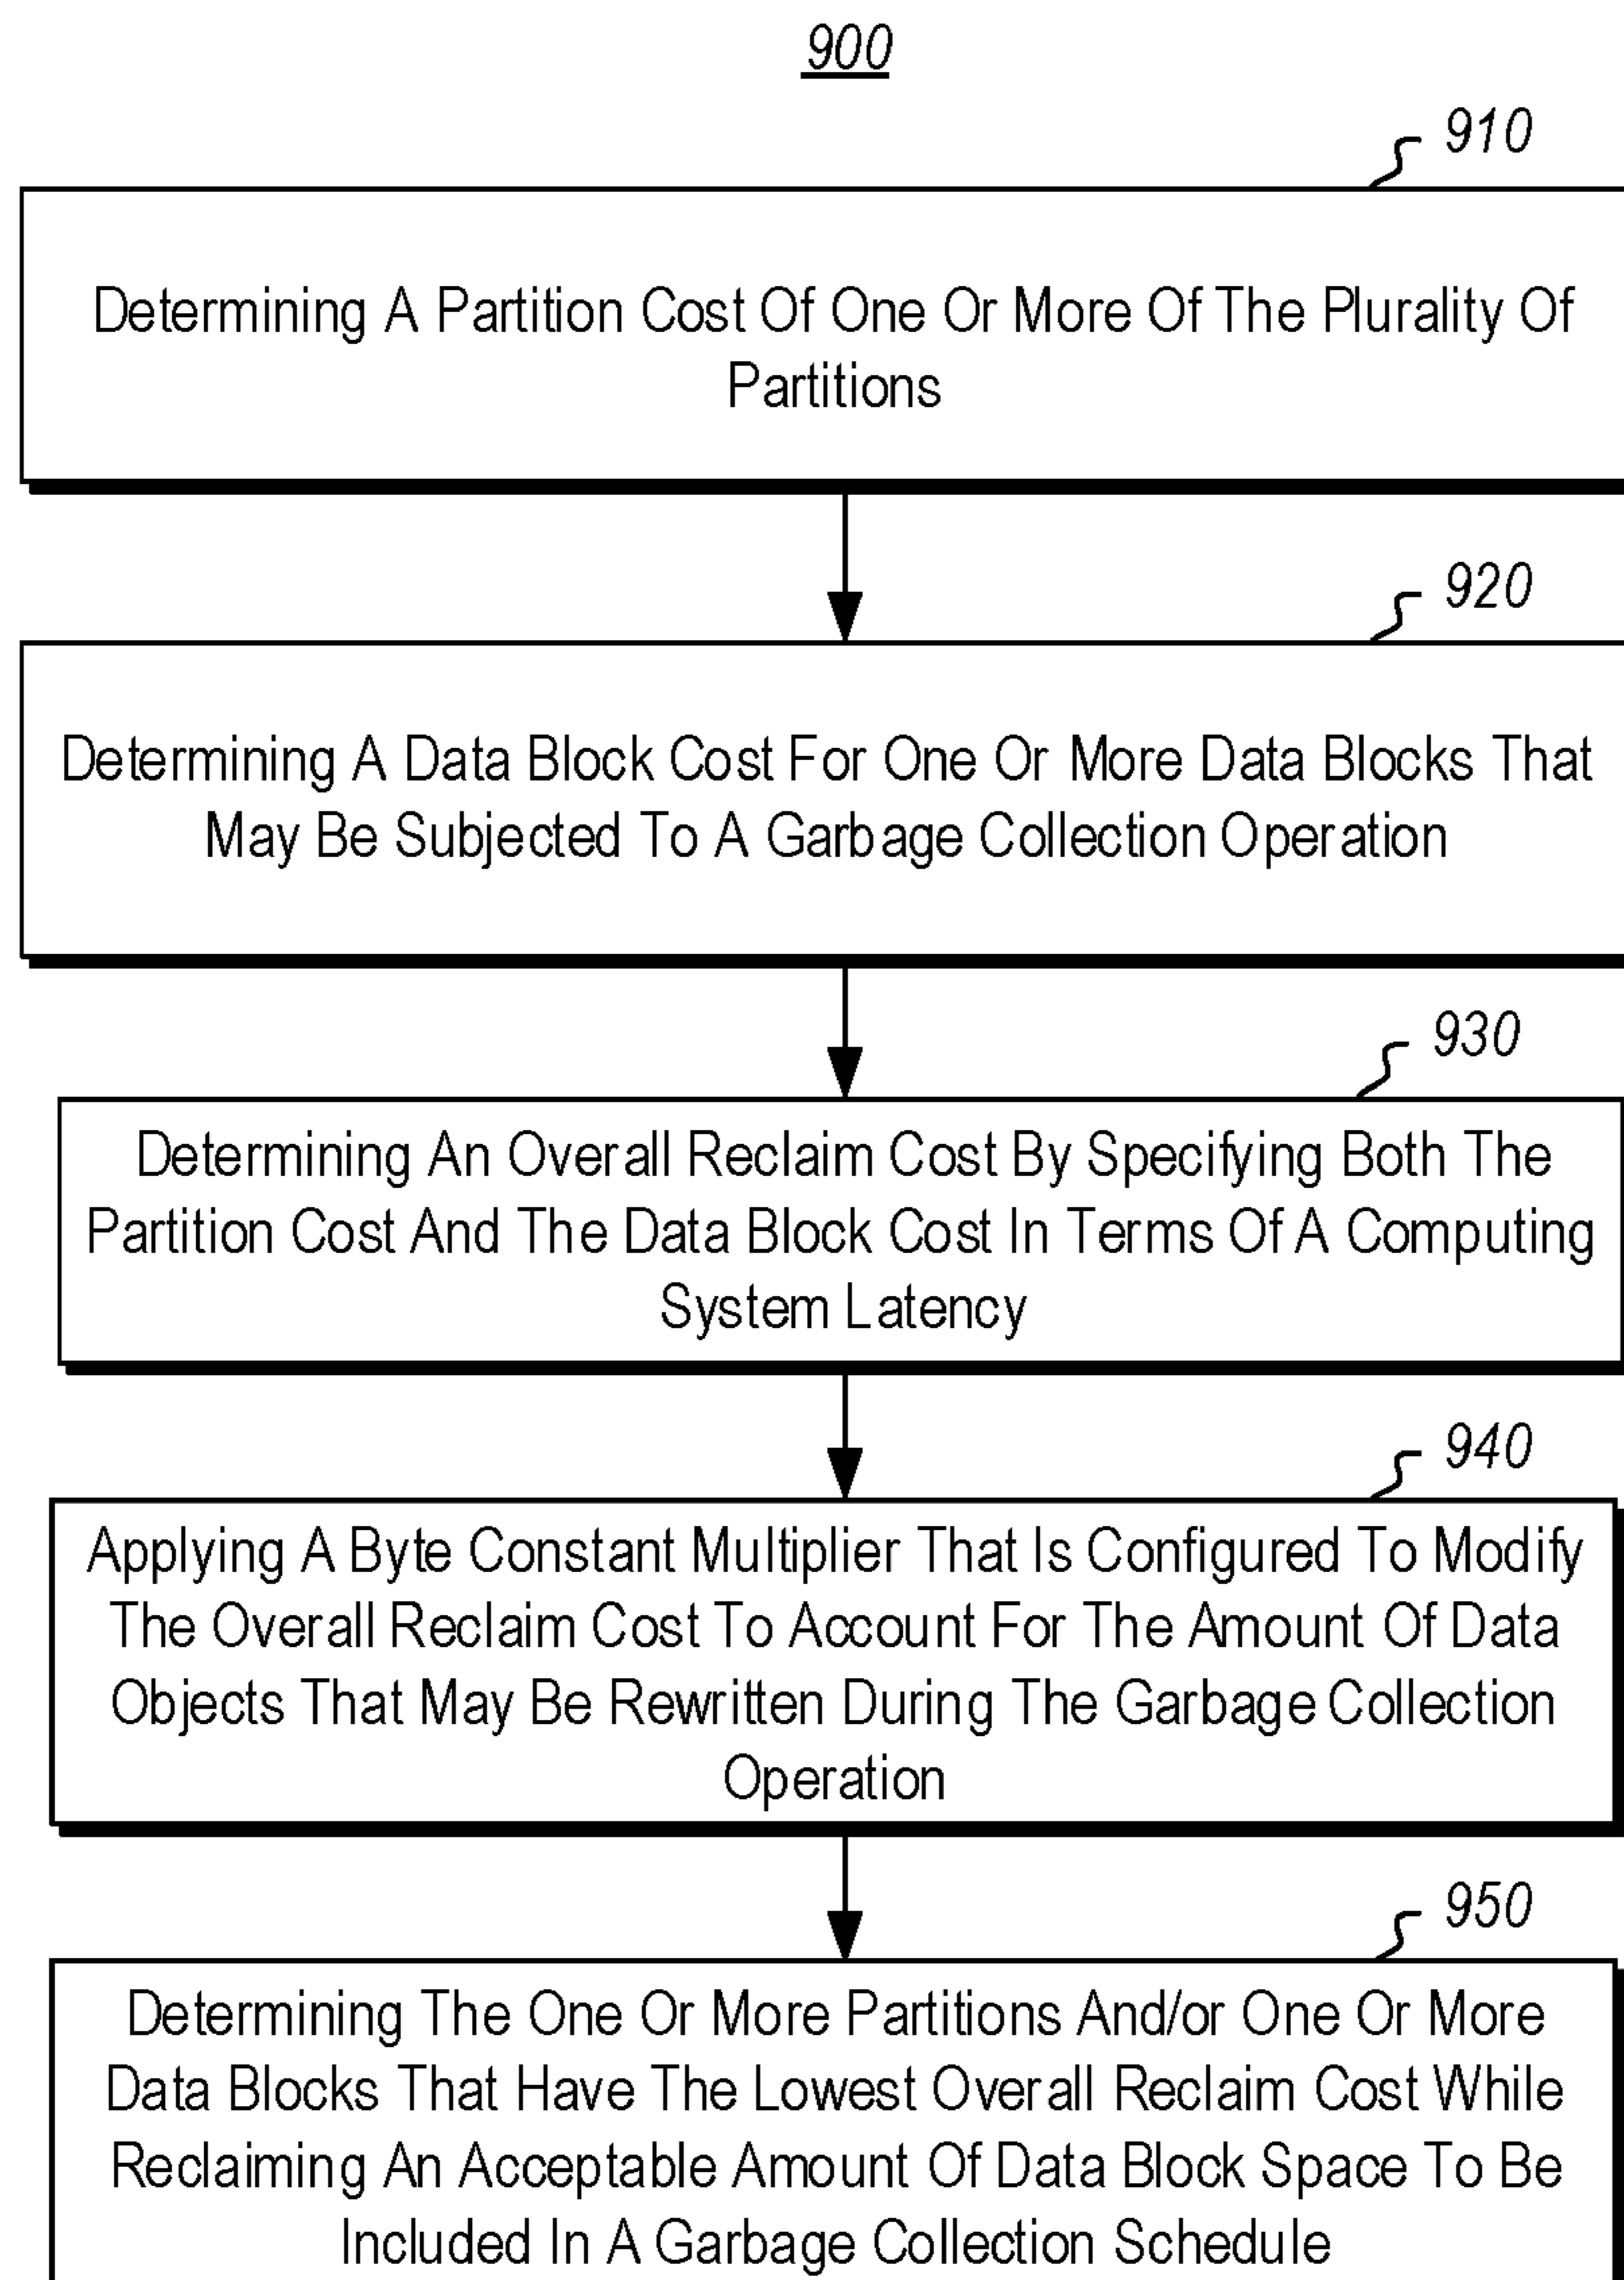 900
910
Determining A Partition Cost Of One Or More Of The Plurality Of
Partitions
920
Determining A Data Block Cost For One Or More Data Blocks That
May Be Subjected To A Garbage Collection Operation
930
Determining An Overall Reclaim Cost By Specifying Both The
Partition Cost And The Data Block Cost In Terms Of A Computing
System Latency
940
Applying A Byte Constant Multiplier That Is Configured To Modify
The Overall Reclaim Cost To Account For The Amount Of Data
Objects That May Be Rewritten During The Garbage Collection
Operation
950
Determining The One Or More Partitions And/or One Or More
Data Blocks That Have The Lowest Overall Reclaim Cost While
Reclaiming An Acceptable Amount Of Data Block Space To Be
Included In A Garbage Collection Schedule